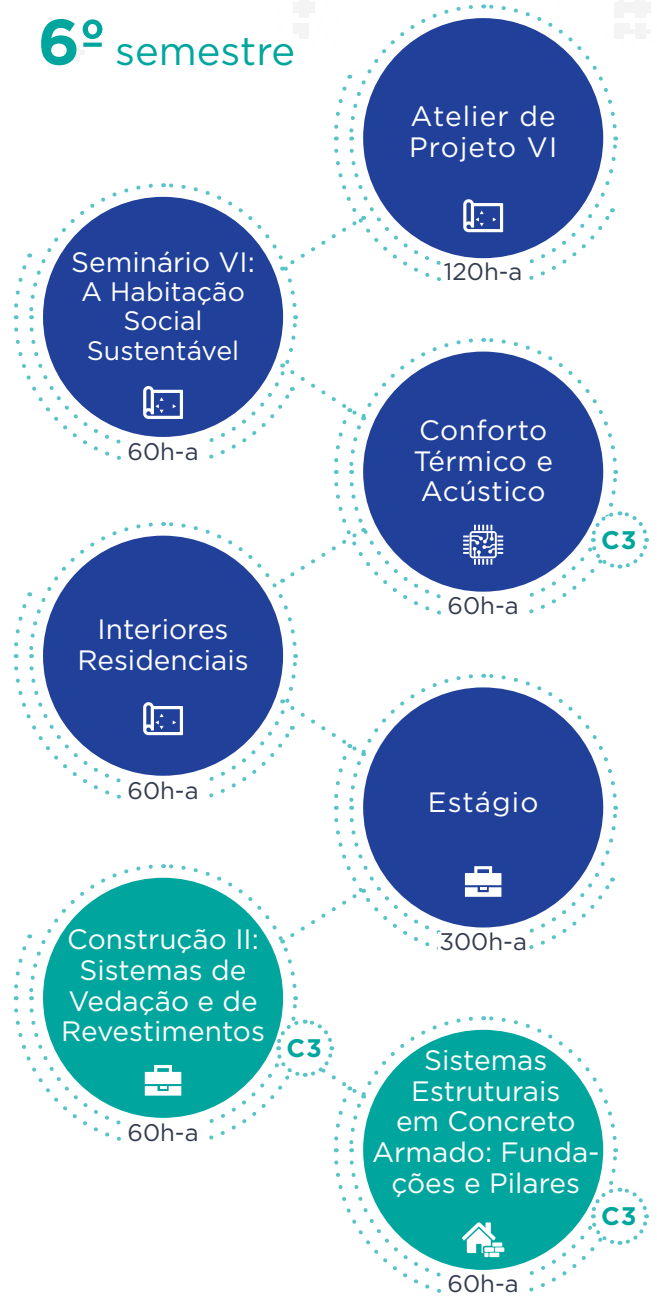 6º semestre
Atelier de
Projeto VI
120h-a
Seminário VI:
A Habitação
Social
Sustentável
60h-a
Conforto
Térmico e
Acústico
C3
60h-a
Interiores
Residenciais
60h-a
Estágio
300h-a
Construção II:
Sistemas de
Vedação e de
Revestimentos
C3
60h-a
Sistemas
Estruturais
em Concreto
Armado: Funda-
ções e Pilares
C3
60h-a